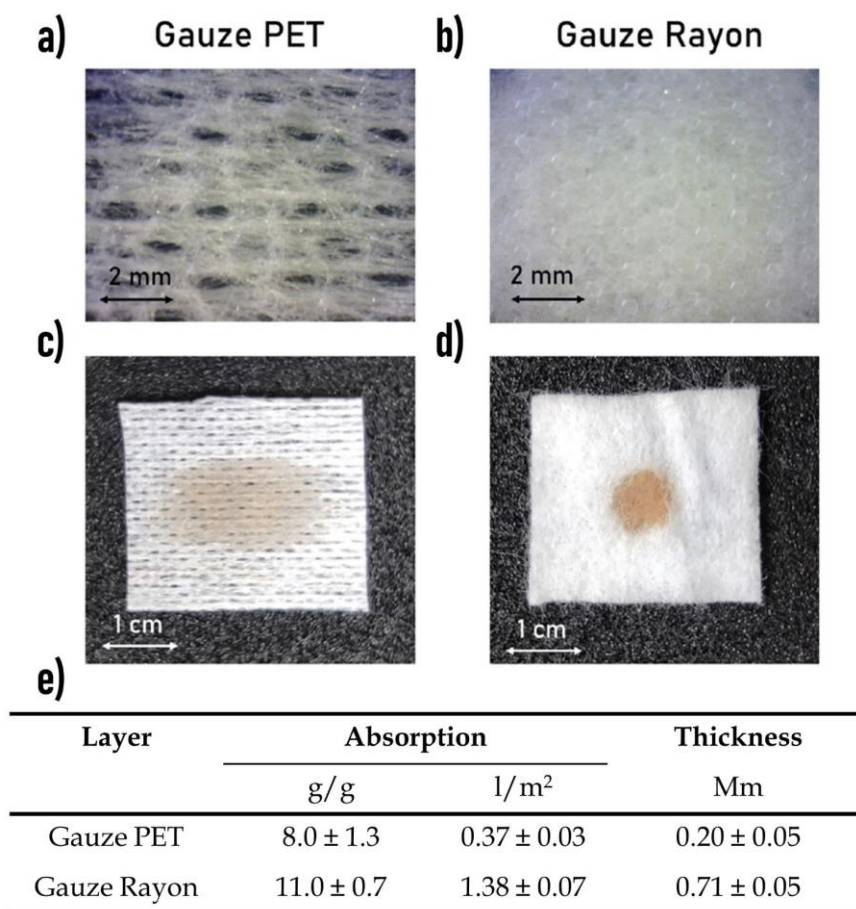 a) Gauze PET b) Gauze Rayon
2 mm 2 mm
c) d)
1 cm 1 cm
e)
Layer Absorption Thickness
g/g l/m² Mm
Gauze PET 8.0 ± 1.3 0.37 ± 0.03 0.20 ± 0.05
Gauze Rayon 11.0 ± 0.7 1.38 ± 0.07 0.71 ± 0.05